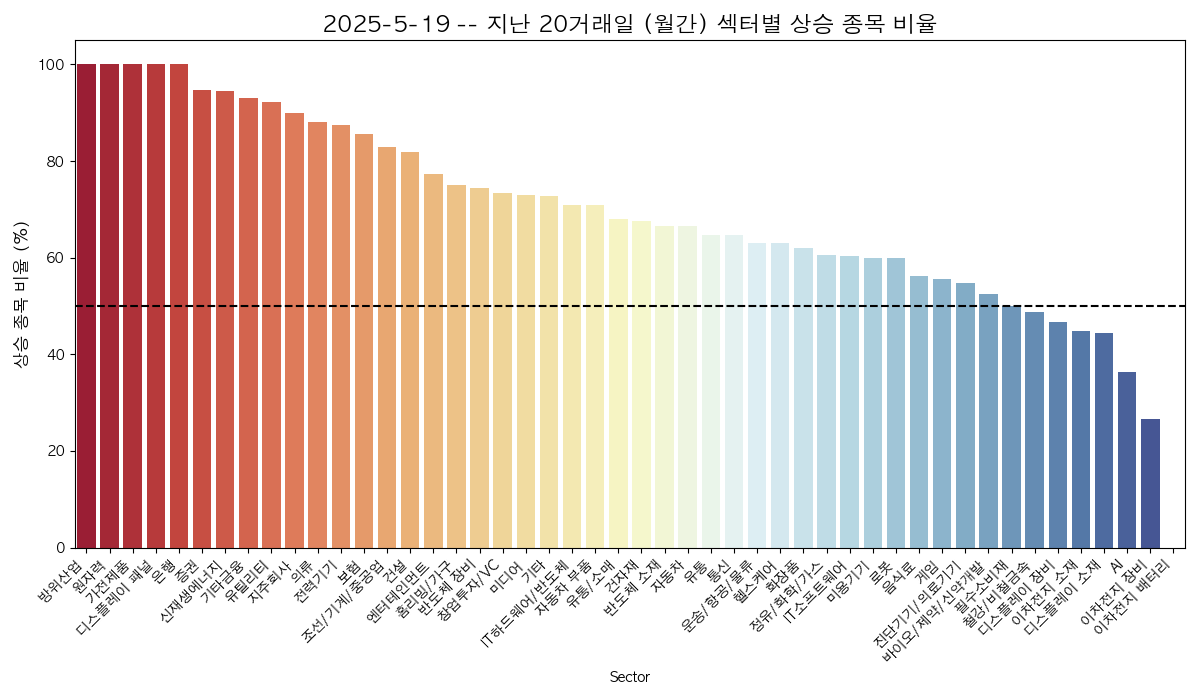 2025-5-19 -- 지난 20거래일 (월간) 섹터별 상승 종목 비율
상승 종목 비율 (%)
100
80
60
40
20
0
방위산업
원자력
가전제품
디스플레이 패널
은행
증권
신재생에너지
기타금융
유틸리티
지주회사
의류
전력기기
보험
조선/기계/중공업
건설
엔터테인먼트
홈리빙/가구
반도체 장비
창업투자/VC
미디어
기타
IT하드웨어/반도체
자동차 부품
유통/소매
건자재
반도체 소재
자동차
유통
통신
운송/항공/물류
헬스케어
화장품
정유/화학/가스
IT소프트웨어
미용기기
로봇
음식료
게임
진단기기/의료기기
바이오/제약/신약개발
필수소비재
철강/비철금속
디스플레이 장비
이차전지 소재
디스플레이 소재
AI
이차전지 장비
이차전지 배터리
Sector